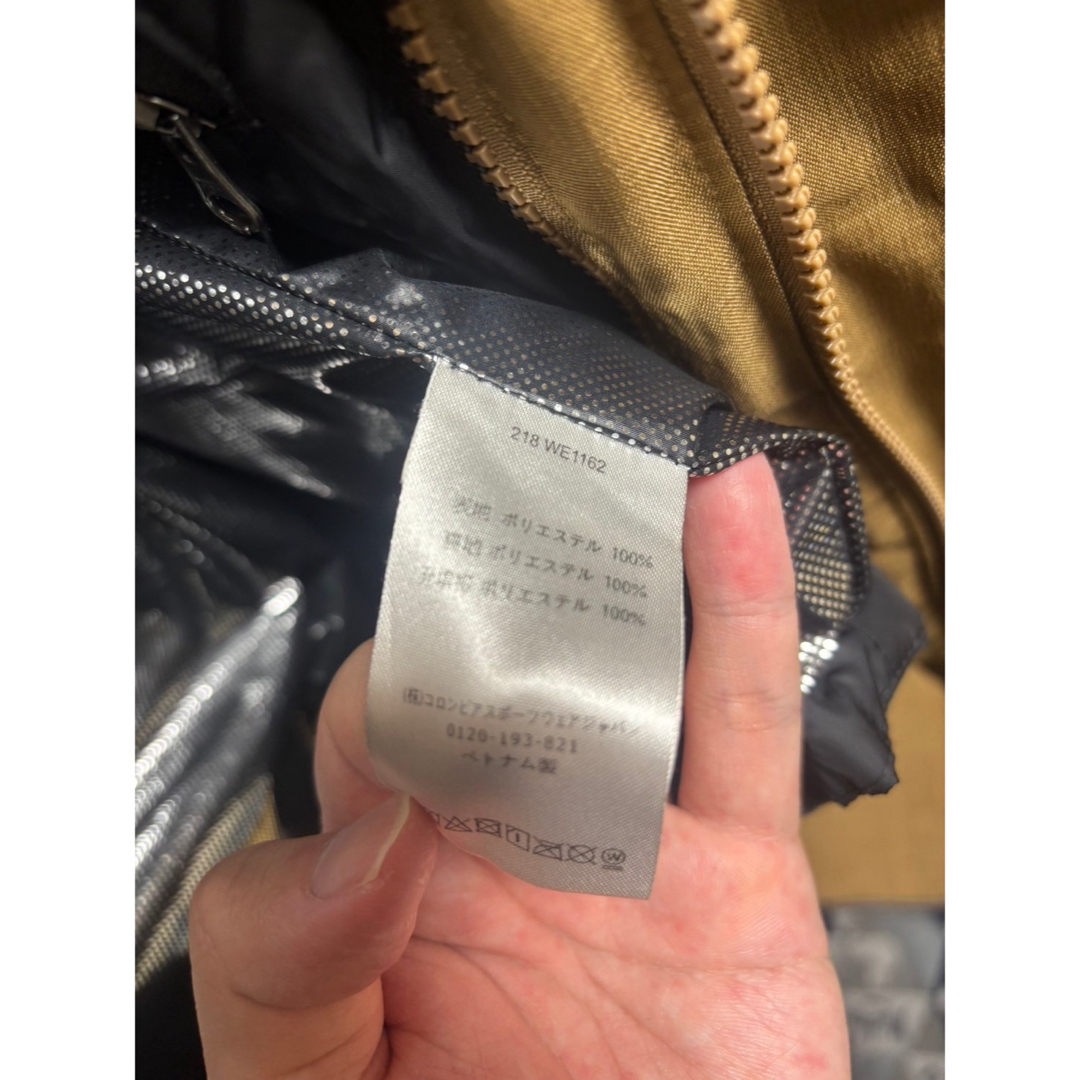 218 WE1162
表地 ポリエステル 100%
裏地 ポリエステル 100%
中綿 ポリエステル 100%
(株)コロンビアスポーツウェアジャパン
0120-193-821
ベトナム製